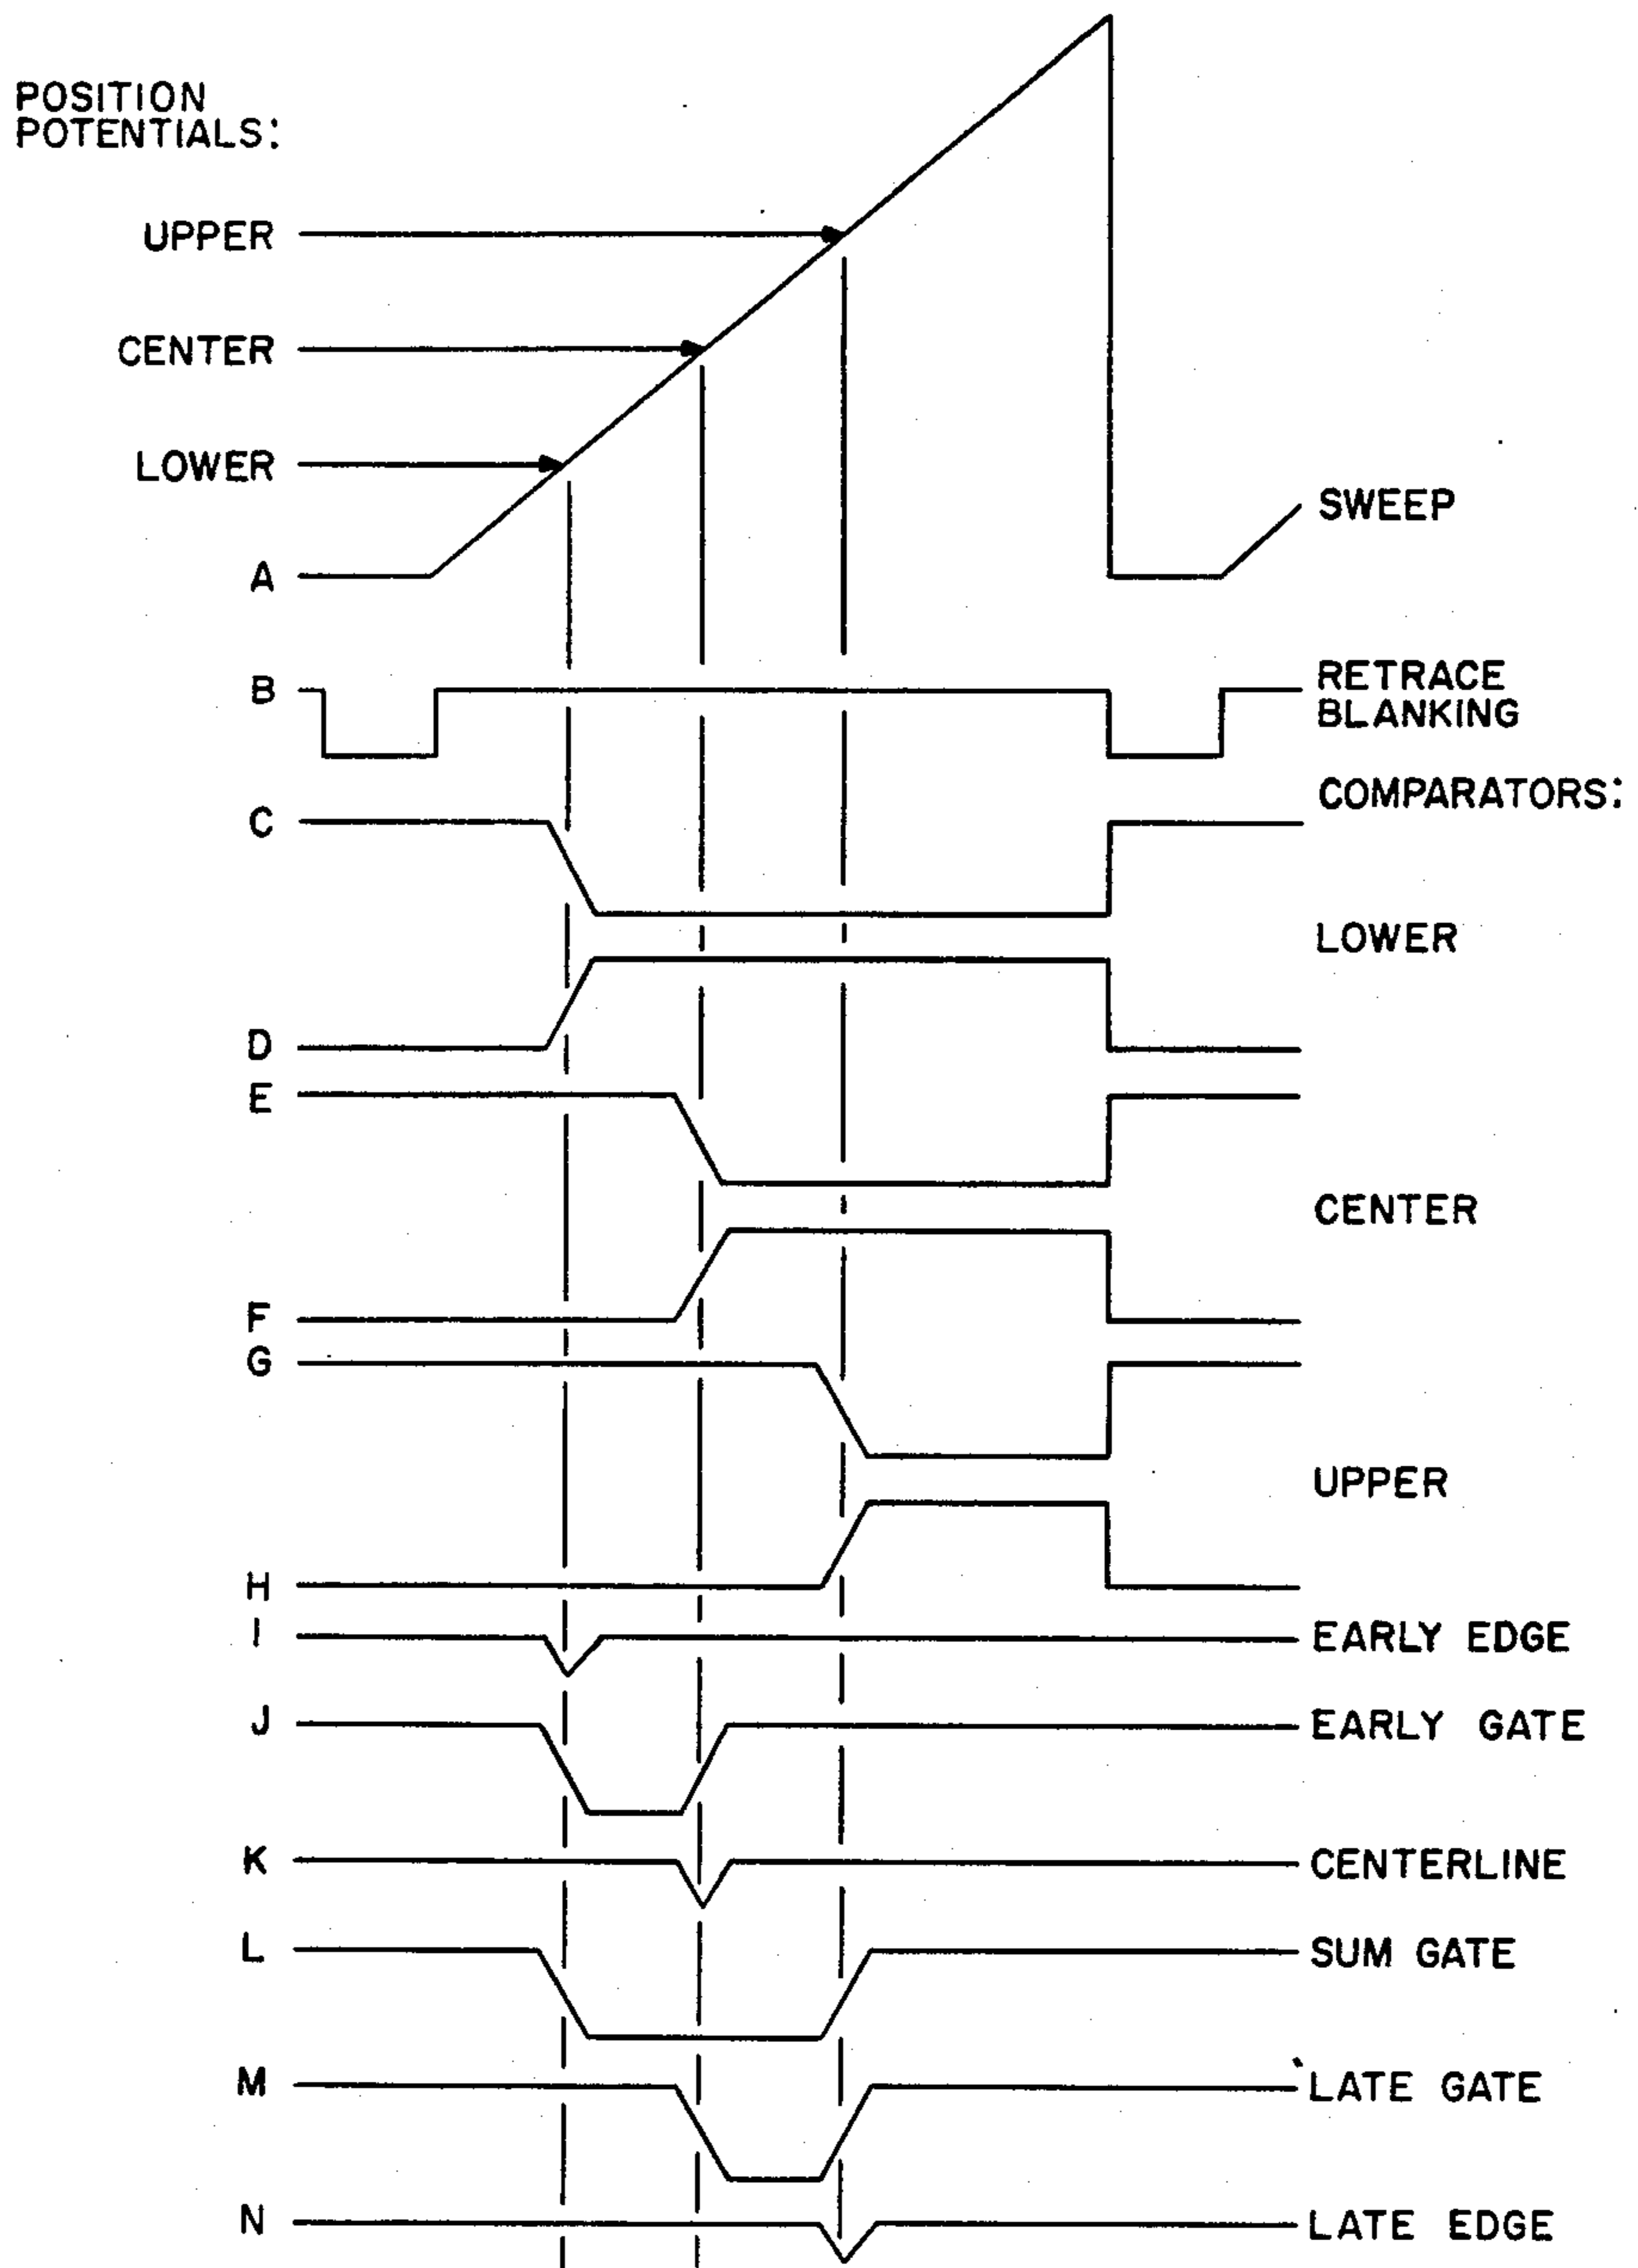 POSITION
POTENTIALS:
UPPER
CENTER
LOWER
A
SWEEP
B
RETRACE
BLANKING
COMPARATORS:
C
LOWER
D
E
CENTER
F
G
UPPER
H
I
EARLY EDGE
J
EARLY GATE
K
CENTERLINE
L
SUM GATE
M
LATE GATE
N
LATE EDGE